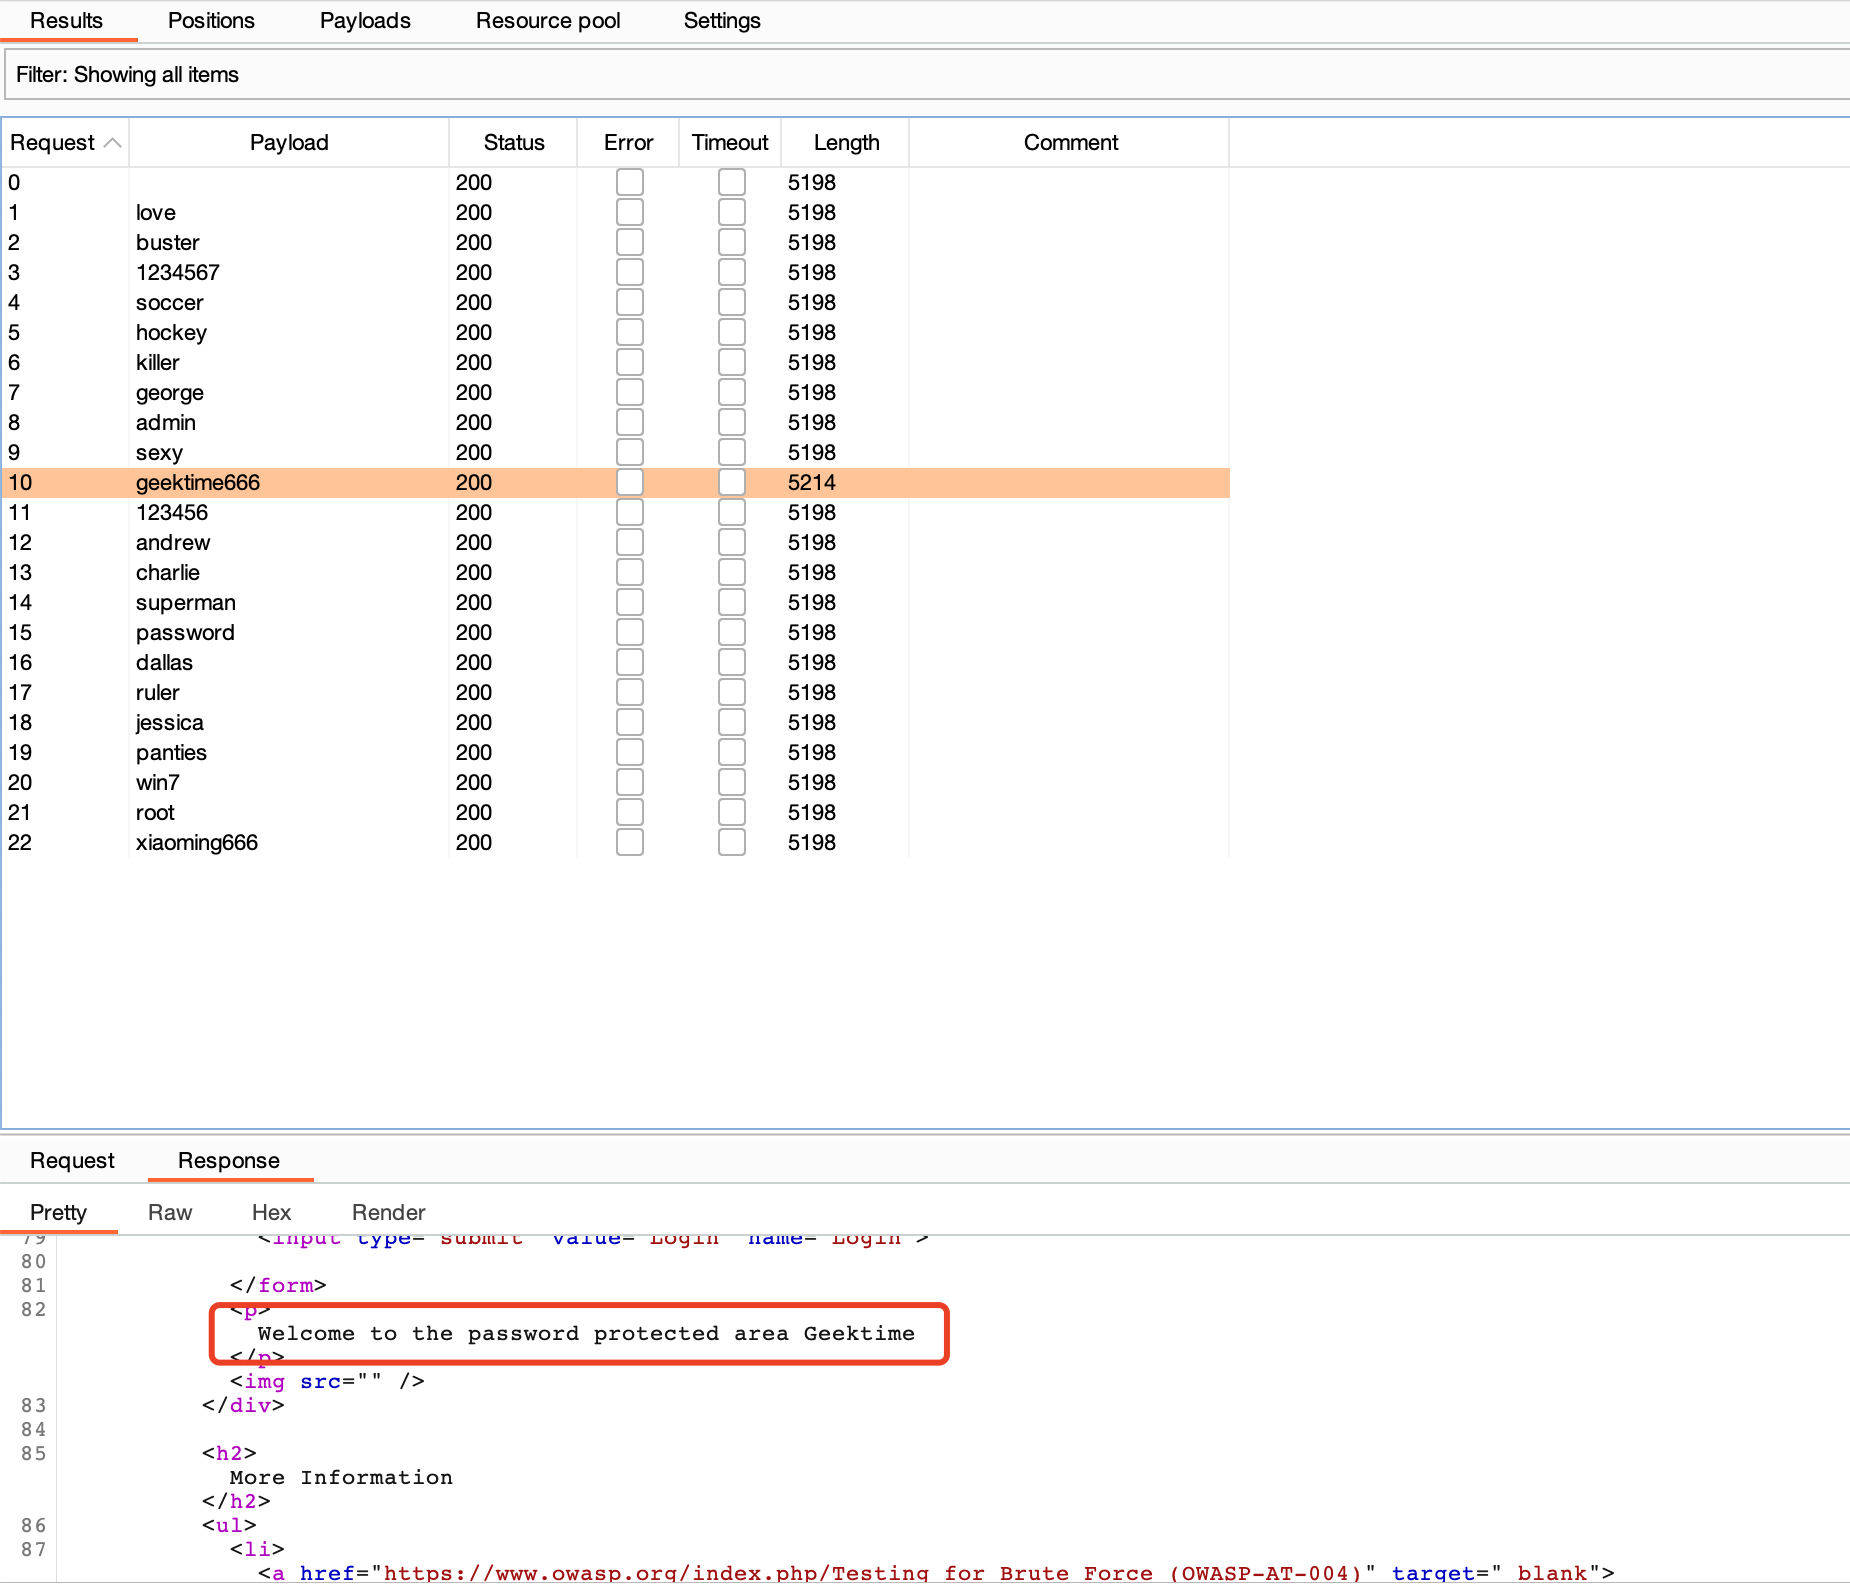 Results Positions Payloads Resource pool Settings
Filter: Showing all items
Request Payload Status Error Timeout Length Comment
0 200 5198
1 love 200 5198
2 buster 200 5198
3 1234567 200 5198
4 soccer 200 5198
5 hockey 200 5198
6 killer 200 5198
7 george 200 5198
8 admin 200 5198
9 sexy 200 5198
10 geektime666 200 5214
11 123456 200 5198
12 andrew 200 5198
13 charlie 200 5198
14 superman 200 5198
15 password 200 5198
16 dallas 200 5198
17 ruler 200 5198
18 jessica 200 5198
19 panties 200 5198
20 win7 200 5198
21 root 200 5198
22 xiaoming666 200 5198
Request Response
Pretty Raw Hex Render
79 <input type="submit" value="Login" name="Login">
80
81 </form>
82 <p>
Welcome to the password protected area Geektime
</p>
<img src="" />
83 </div>
84
85 <h2>
More Information
</h2>
86 <ul>
87 <li>
<a href="https://www.owasp.org/index.php/Testing_for_Brute_Force_(OWASP-AT-004)" target="_blank">